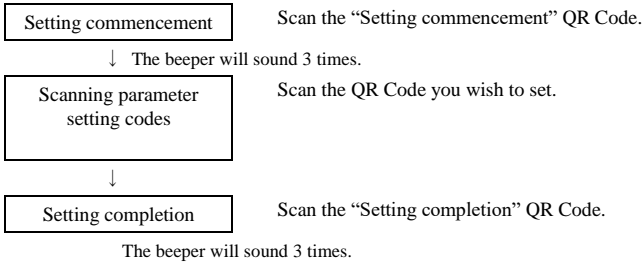 Setting commencement
Scan the “Setting commencement” QR Code.
↓ The beeper will sound 3 times.
Scanning parameter
setting codes
Scan the QR Code you wish to set.
↓
Setting completion
Scan the “Setting completion” QR Code.
The beeper will sound 3 times.